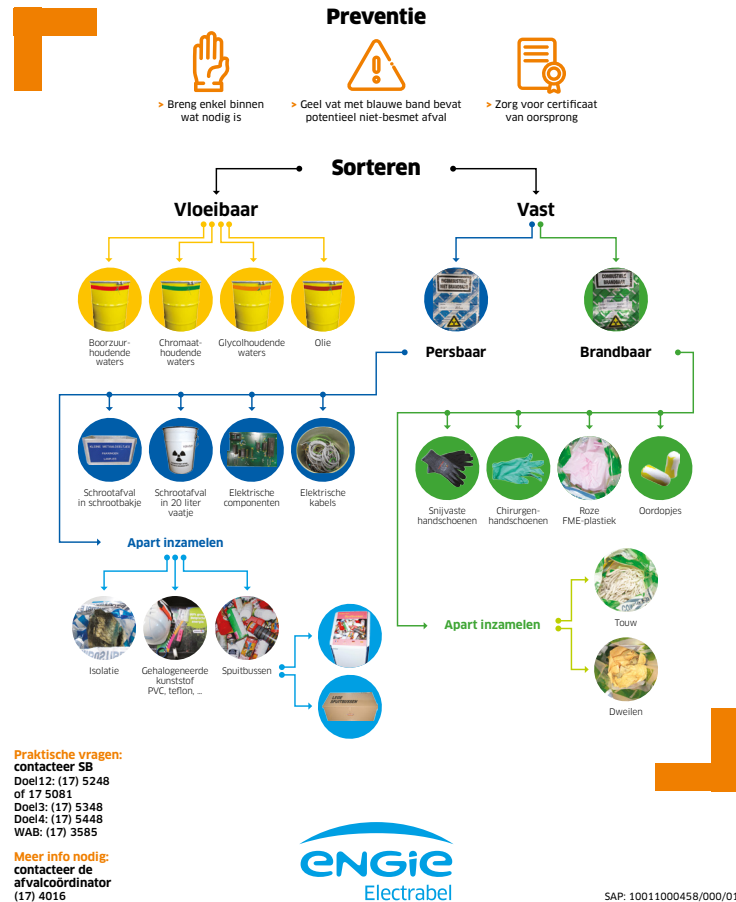 Preventie
> Breng enkel binnen
wat nodig is
> Geel vat met blauwe band bevat
potentieel niet-besmet afval
> Zorg voor certificaat
van oorsprong
Sorteren
Vloeibaar
Vast
Boorzuur-
houdende
waters
Chromaat-
houdende
waters
Glycolhoudende
waters
Olie
Persbaar
Brandbaar
Schrootafval
in schrootbakje
Schrootafval
in 20 liter
vaatje
Elektrische
componenten
Elektrische
kabels
Snijvaste
handschoenen
Chirurgen-
handschoenen
Roze
FME-plastiek
Oordopjes
Apart inzamelen
Isolatie
Gehalogeneerde
kunststof
PVC, teflon, ...
Spuitbussen
Apart inzamelen
Touw
Dweilen
Praktische vragen:
contacteer SB
Doel12: (17) 5248
of 17 5081
Doel3: (17) 5348
Doel4: (17) 5448
WAB: (17) 3585
Meer info nodig:
contacteer de
afvalcoördinator
(17) 4016
ENGIE
Electrabel
SAP: 10011000458/000/01